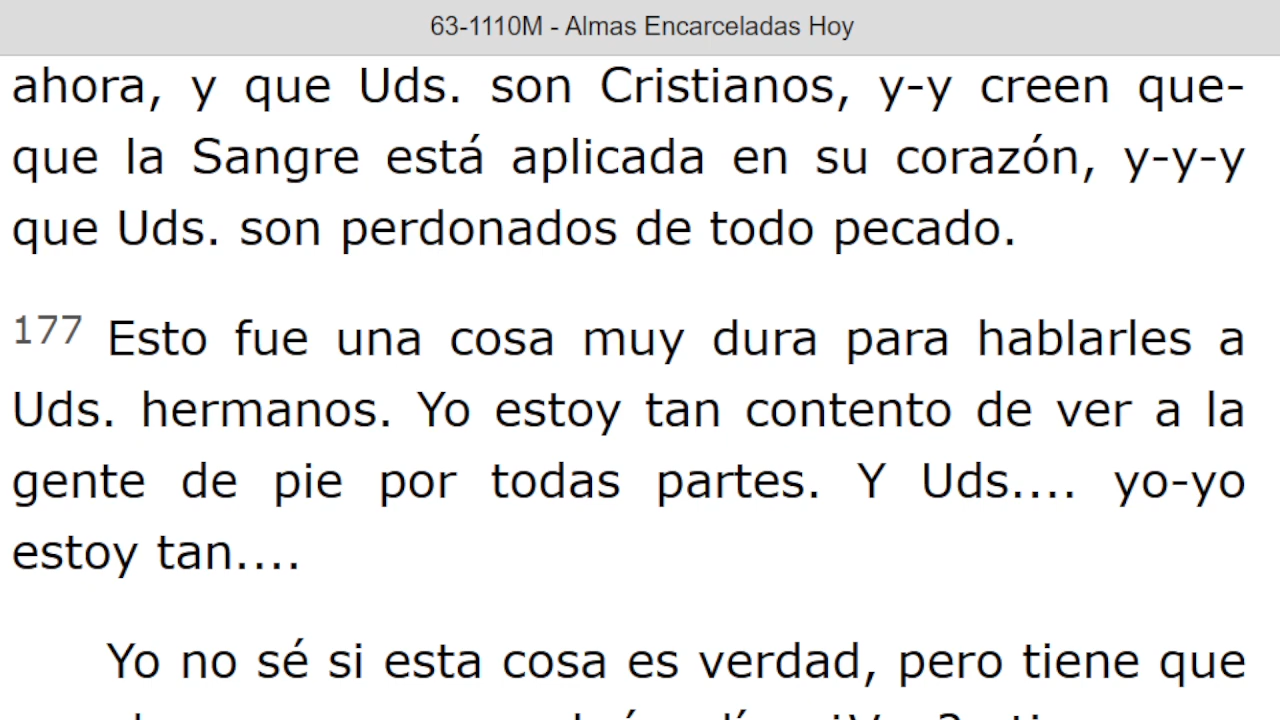 63-1110M - Almas Encarceladas Hoy
ahora, y que Uds. son Cristianos, y-y creen que-
que la Sangre está aplicada en su corazón, y-y-y
que Uds. son perdonados de todo pecado.
177 Esto fue una cosa muy dura para hablarles a
Uds. hermanos. Yo estoy tan contento de ver a la
gente de pie por todas partes. Y Uds.... yo-yo
estoy tan....
Yo no sé si esta cosa es verdad, pero tiene que